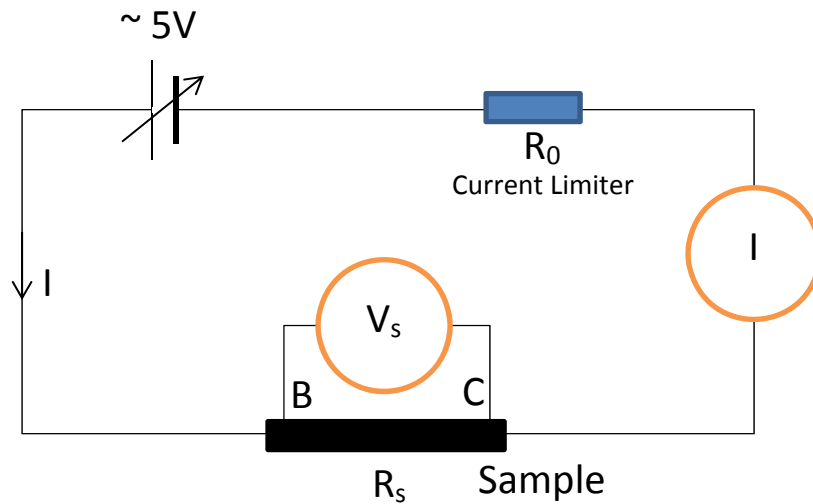 ~ 5V
R₀
Current Limiter
I
I
Vₛ
B
C
Rₛ
Sample